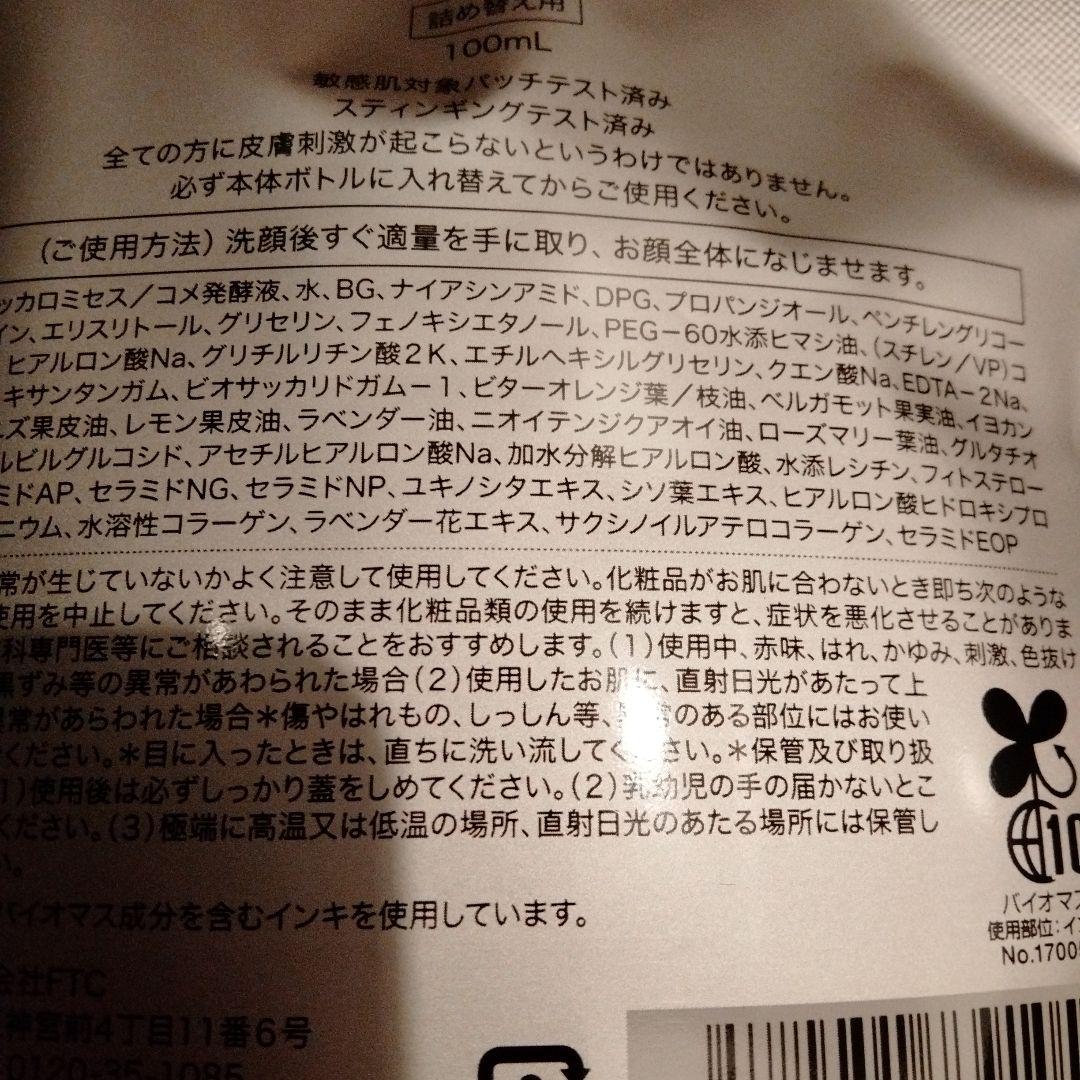 詰め替え用
100mL
敏感肌対象パッチテスト済み
スティンギングテスト済み
全ての方に皮膚刺激が起こらないというわけではありません。
必ず本体ボトルに入れ替えてからご使用ください。
(ご使用方法)洗顔後すぐ適量を手に取り、お顔全体になじませます。
ッカロミセス/コメ発酵液、水、BG、ナイアシンアミド、DPG、プロパンジオール、ペンチレングリコー
イン、エリスリトール、グリセリン、フェノキシエタノール、PEG-60水添ヒマシ油、(スチレン/VP)コ
ヒアルロン酸Na、グリチルリチン酸2K、エチルヘキシルグリセリン、クエン酸Na、EDTA-2Na、
キサンタンガム、ビオサッカリドガム-1、ビターオレンジ葉/枝油、ベルガモット果実油、イヨカン
ズ果皮油、レモン果皮油、ラベンダー油、ニオイテンジクアオイ油、ローズマリー葉油、グルタチオ
ルビルグルコシド、アセチルヒアルロン酸Na、加水分解ヒアルロン酸、水添レシチン、フィトステロー
ミドAP、セラミドNG、セラミドNP、ユキノシタエキス、シソ葉エキス、ヒアルロン酸ヒドロキシプロ
ニウム、水溶性コラーゲン、ラベンダー花エキス、サクシノイルアテロコラーゲン、セラミドEOP
常が生じていないかよく注意して使用してください。化粧品がお肌に合わないとき即ち次のような
使用を中止してください。そのまま化粧品類の使用を続けますと、症状を悪化させることがありま
科専門医等にご相談されることをおすすめします。(1)使用中、赤味、はれ、かゆみ、刺激、色抜け
黒ずみ等の異常があわられた場合(2)使用したお肌に、直射日光があたって上
異常があらわれた場合*傷やはれもの、しっしん等、異常のある部位にはお使い
ください。*目に入ったときは、直ちに洗い流してください。*保管及び取り扱
1)使用後は必ずしっかり蓋をしめてください。(2)乳幼児の手の届かないとこ
ください。(3)極端に高温又は低温の場所、直射日光のあたる場所には保管し
い。
バイオマス成分を含むインキを使用しています。
10
バイオマス
使用部位:イン
No.1700
会社FTC
神宮前4丁目11番6号
0120-35-1085